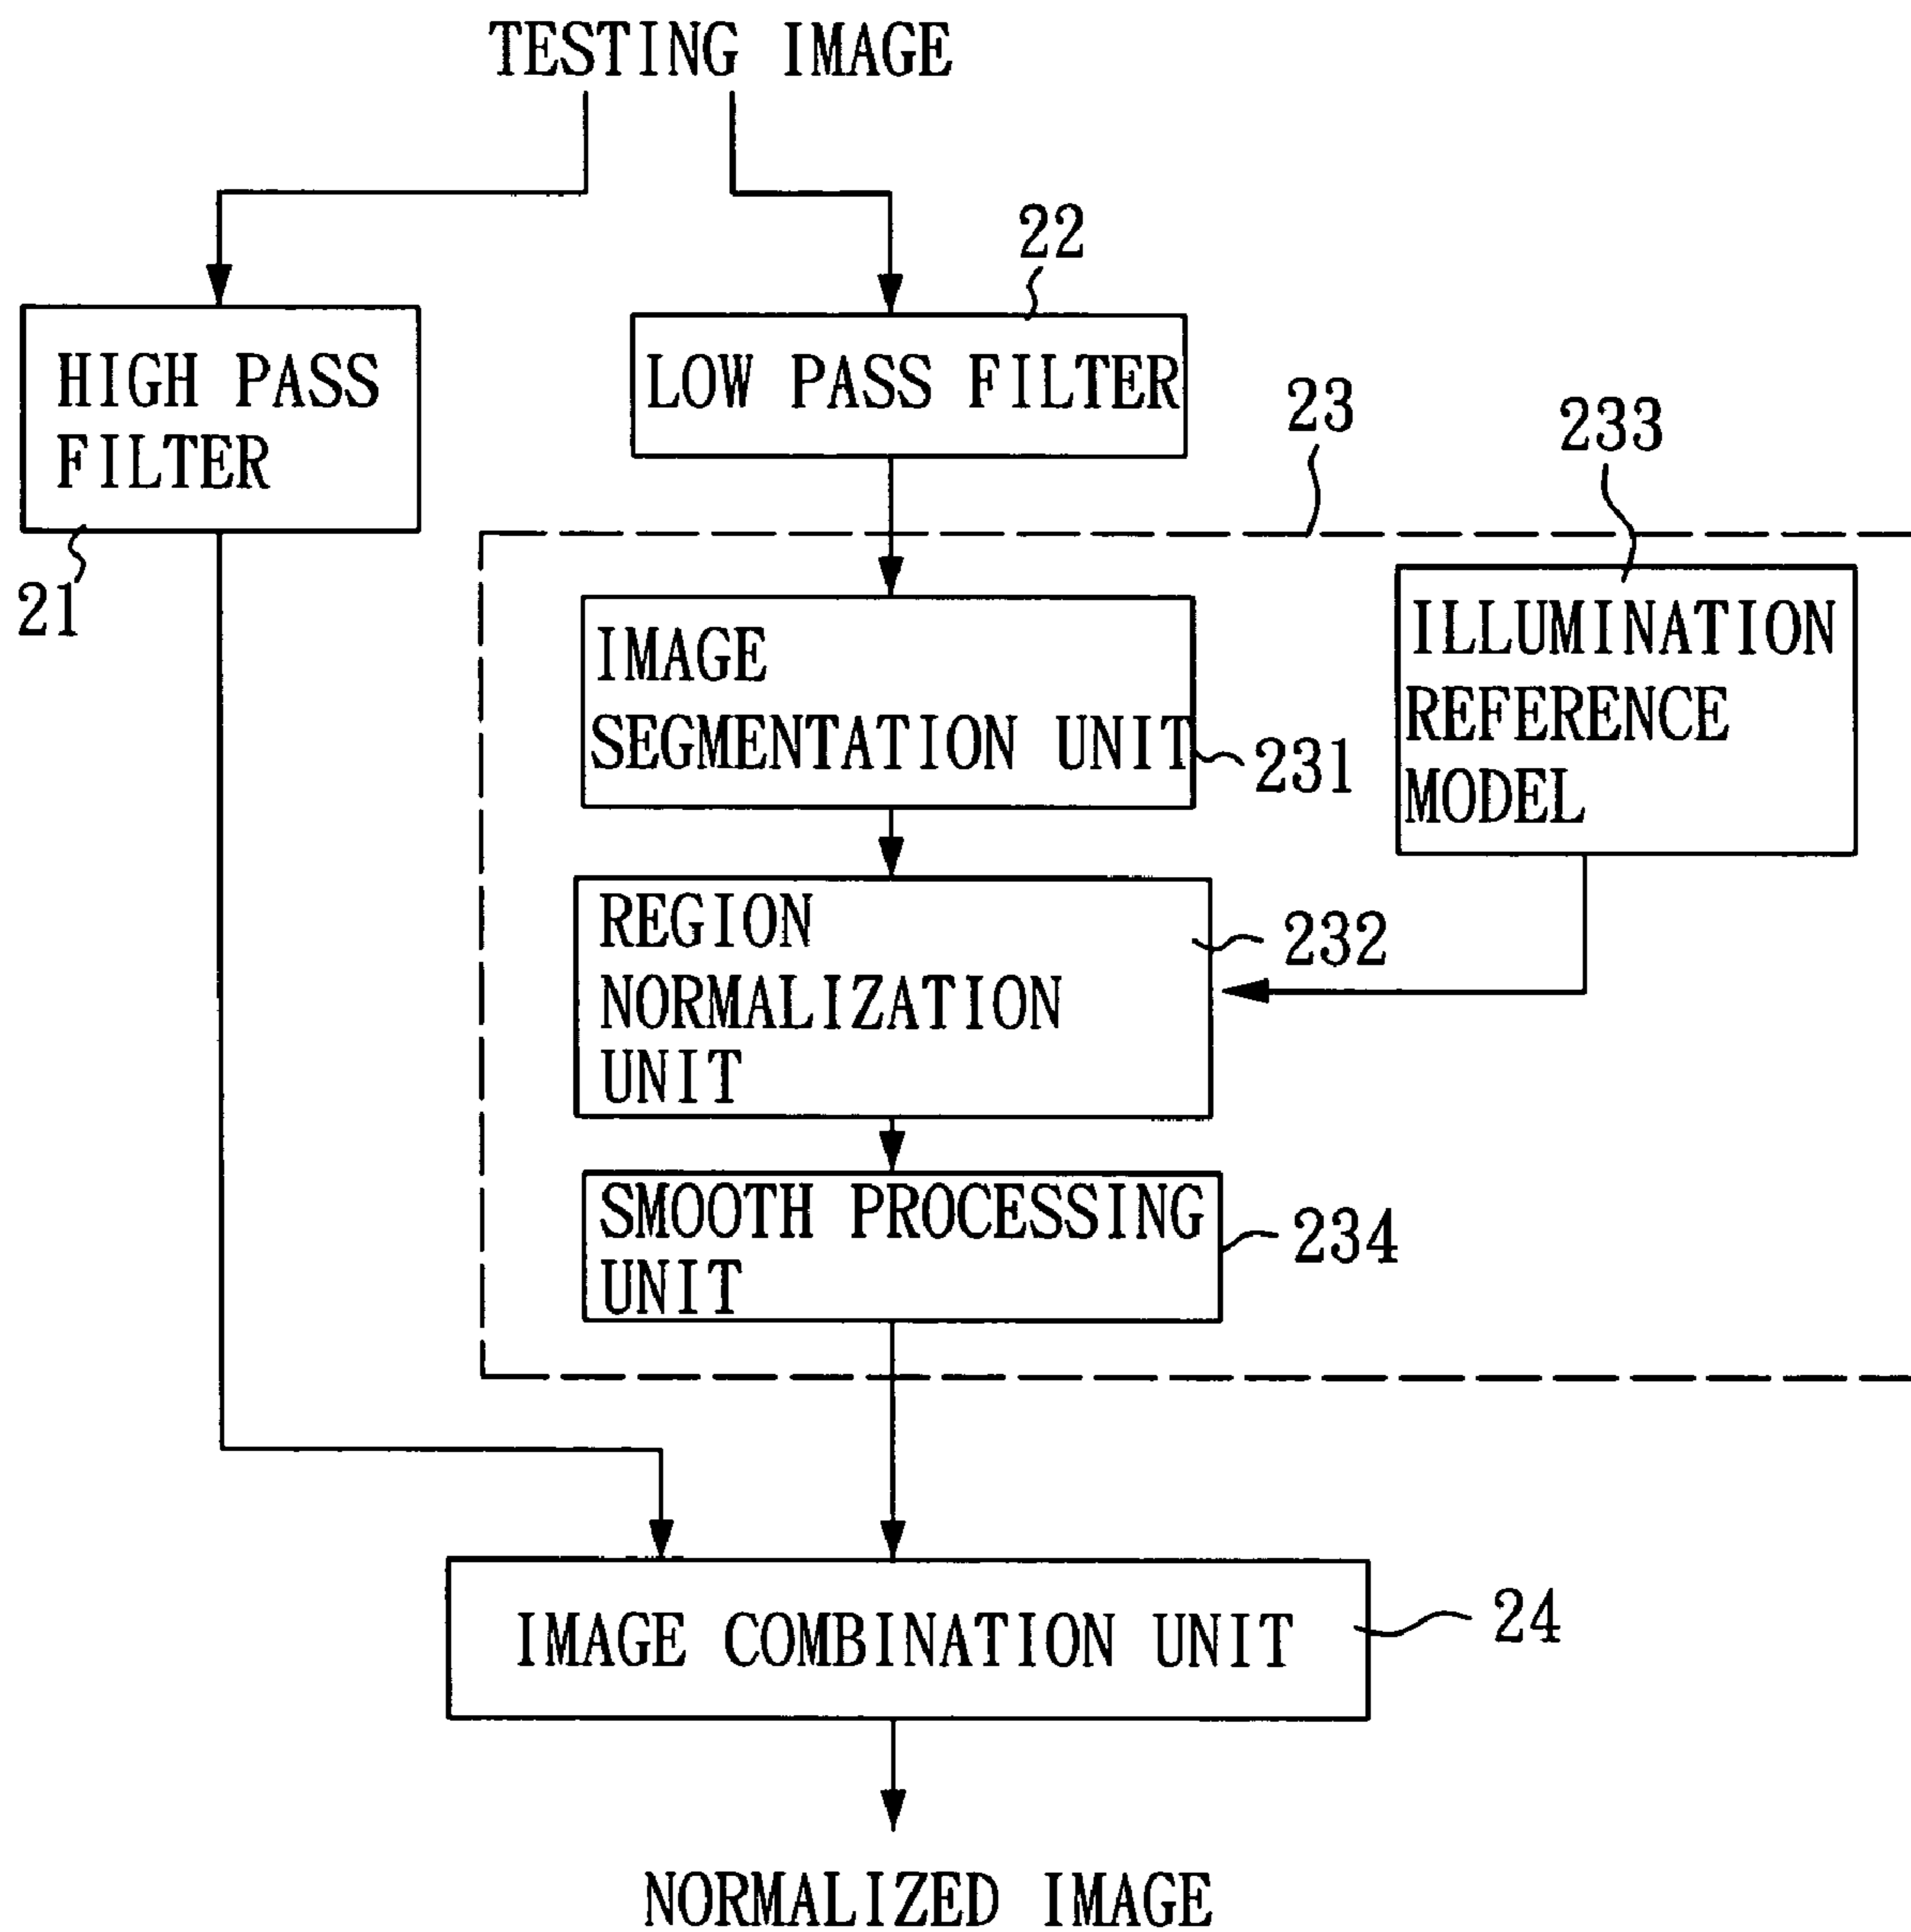 TESTING IMAGE
22
HIGH PASS
FILTER
21
LOW PASS FILTER
23
233
IMAGE
SEGMENTATION UNIT
231
ILLUMINATION
REFERENCE
MODEL
REGION
NORMALIZATION
UNIT
232
SMOOTH PROCESSING
UNIT
234
IMAGE COMBINATION UNIT
24
NORMALIZED IMAGE